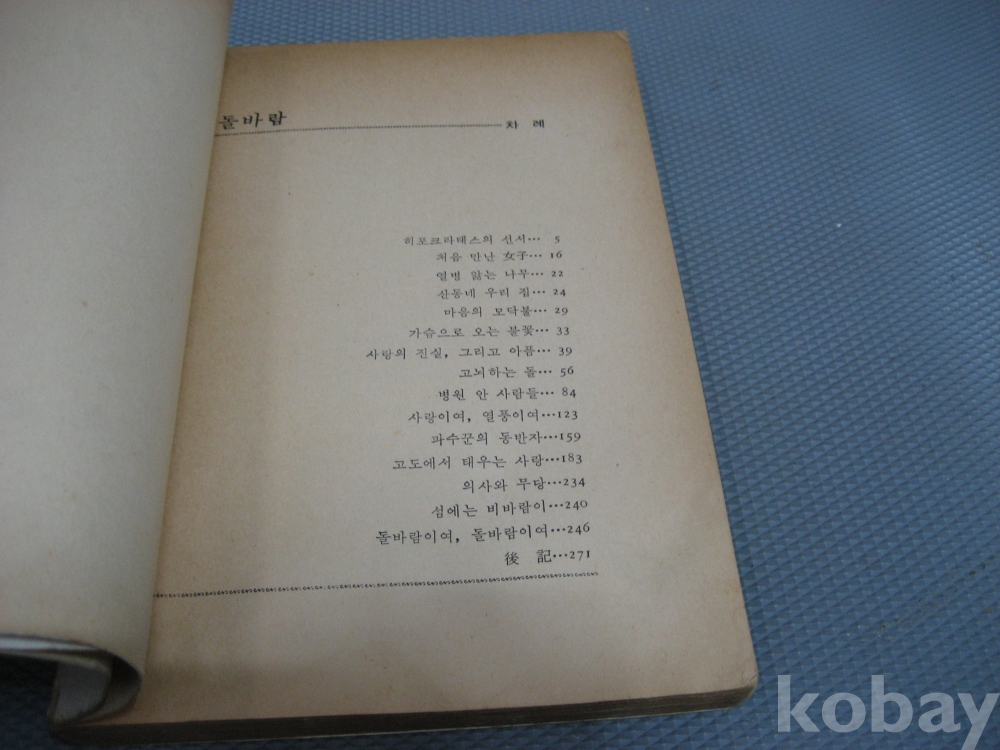 돌바람
차 례
히포크라테스의 선서… 5
처음 만난 女子… 16
열병 앓는 나무… 22
산동네 우리 집… 24
마음의 모닥불… 29
가슴으로 오는 불꽃… 33
사랑의 진실, 그리고 아픔… 39
고뇌하는 돌… 56
병원 안 사람들… 84
사랑이여, 열풍이여…123
파수꾼의 동반자…159
고도에서 태우는 사랑…183
의사와 무당…234
섬에는 비바람이…240
돌바람이여, 돌바람이여…246
後 記…271
kobay